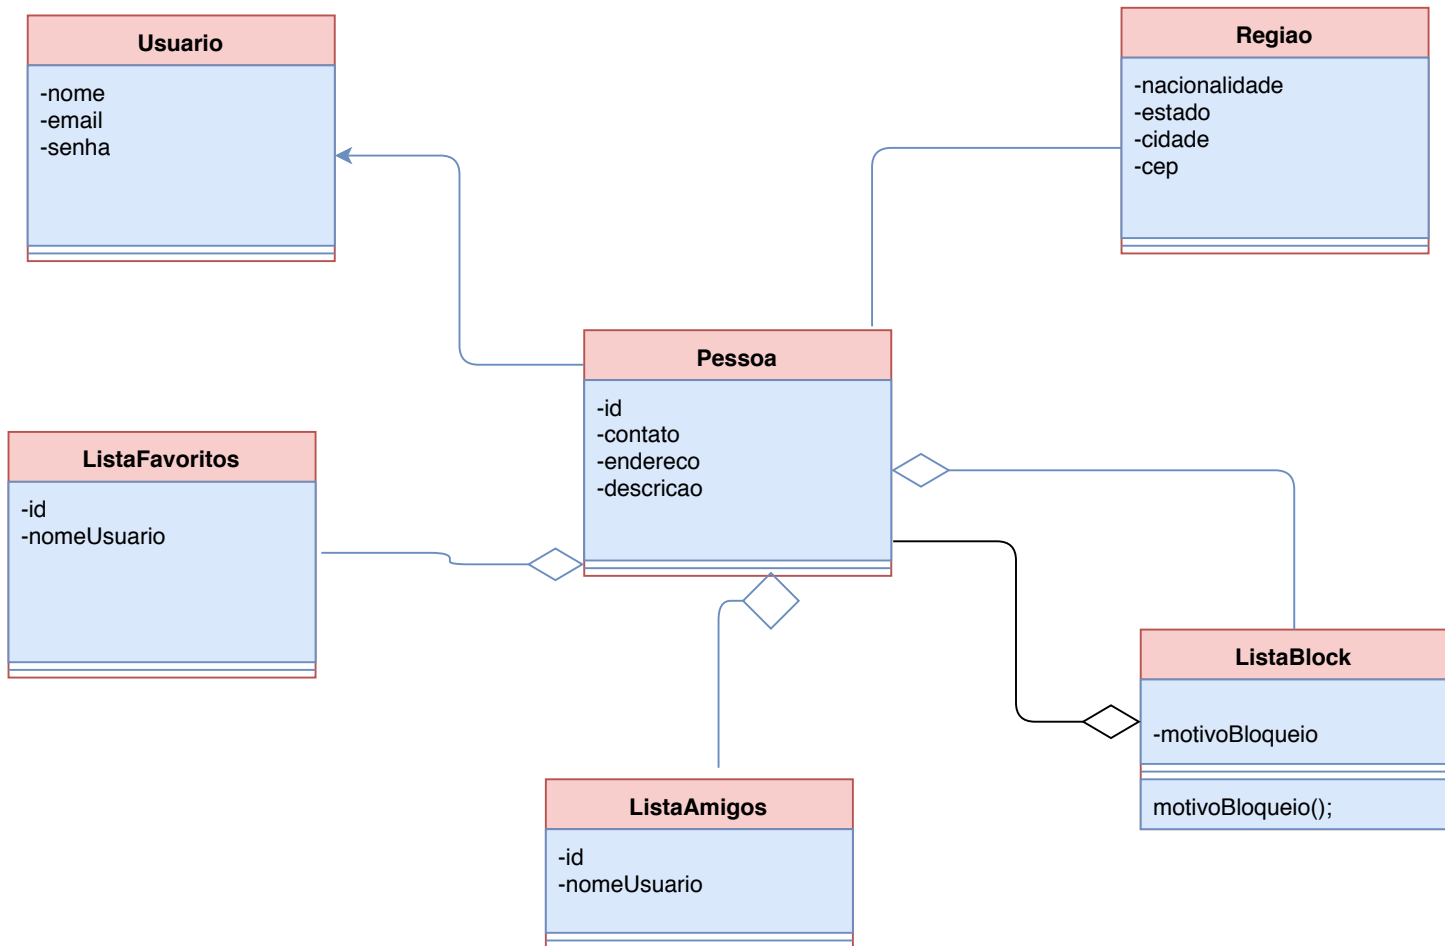 Usuario
-nome
-email
-senha
Regiao
-nacionalidade
-estado
-cidade
-cep
Pessoa
-id
-contato
-endereco
-descricao
ListaFavoritos
-id
-nomeUsuario
ListaBlock
-motivoBloqueio
motivoBloqueio();
ListaAmigos
-id
-nomeUsuario